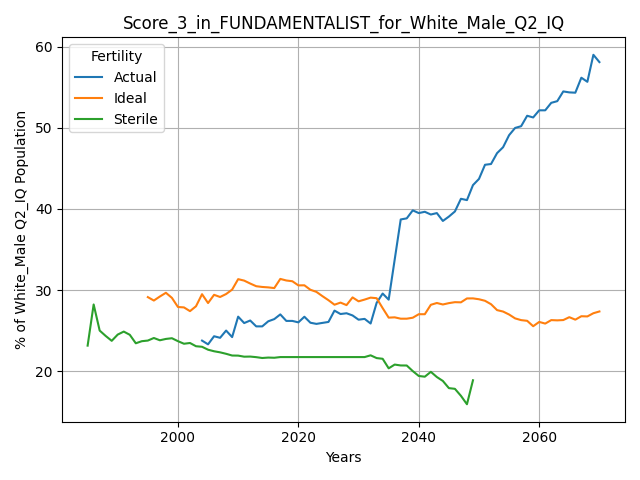 Score_3_in_FUNDAMENTALIST_for_White_Male_Q2_IQ
% of White_Male Q2_IQ Population
60
50
40
30
20
Fertility
Actual
Ideal
Sterile
2000 2020 2040 2060
Years